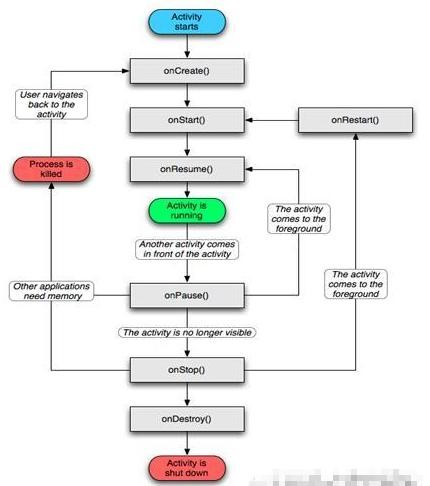 Activity
starts
onCreate()
User navigates
back to the
activity
onStart()
onRestart()
Process is
killed
onResume()
Activity is
running
The activity
comes to the
foreground
Another activity comes
in front of the activity
The activity
comes to the
foreground
Other applications
need memory
onPause()
The activity is no longer visible
onStop()
onDestroy()
Activity is
shut down